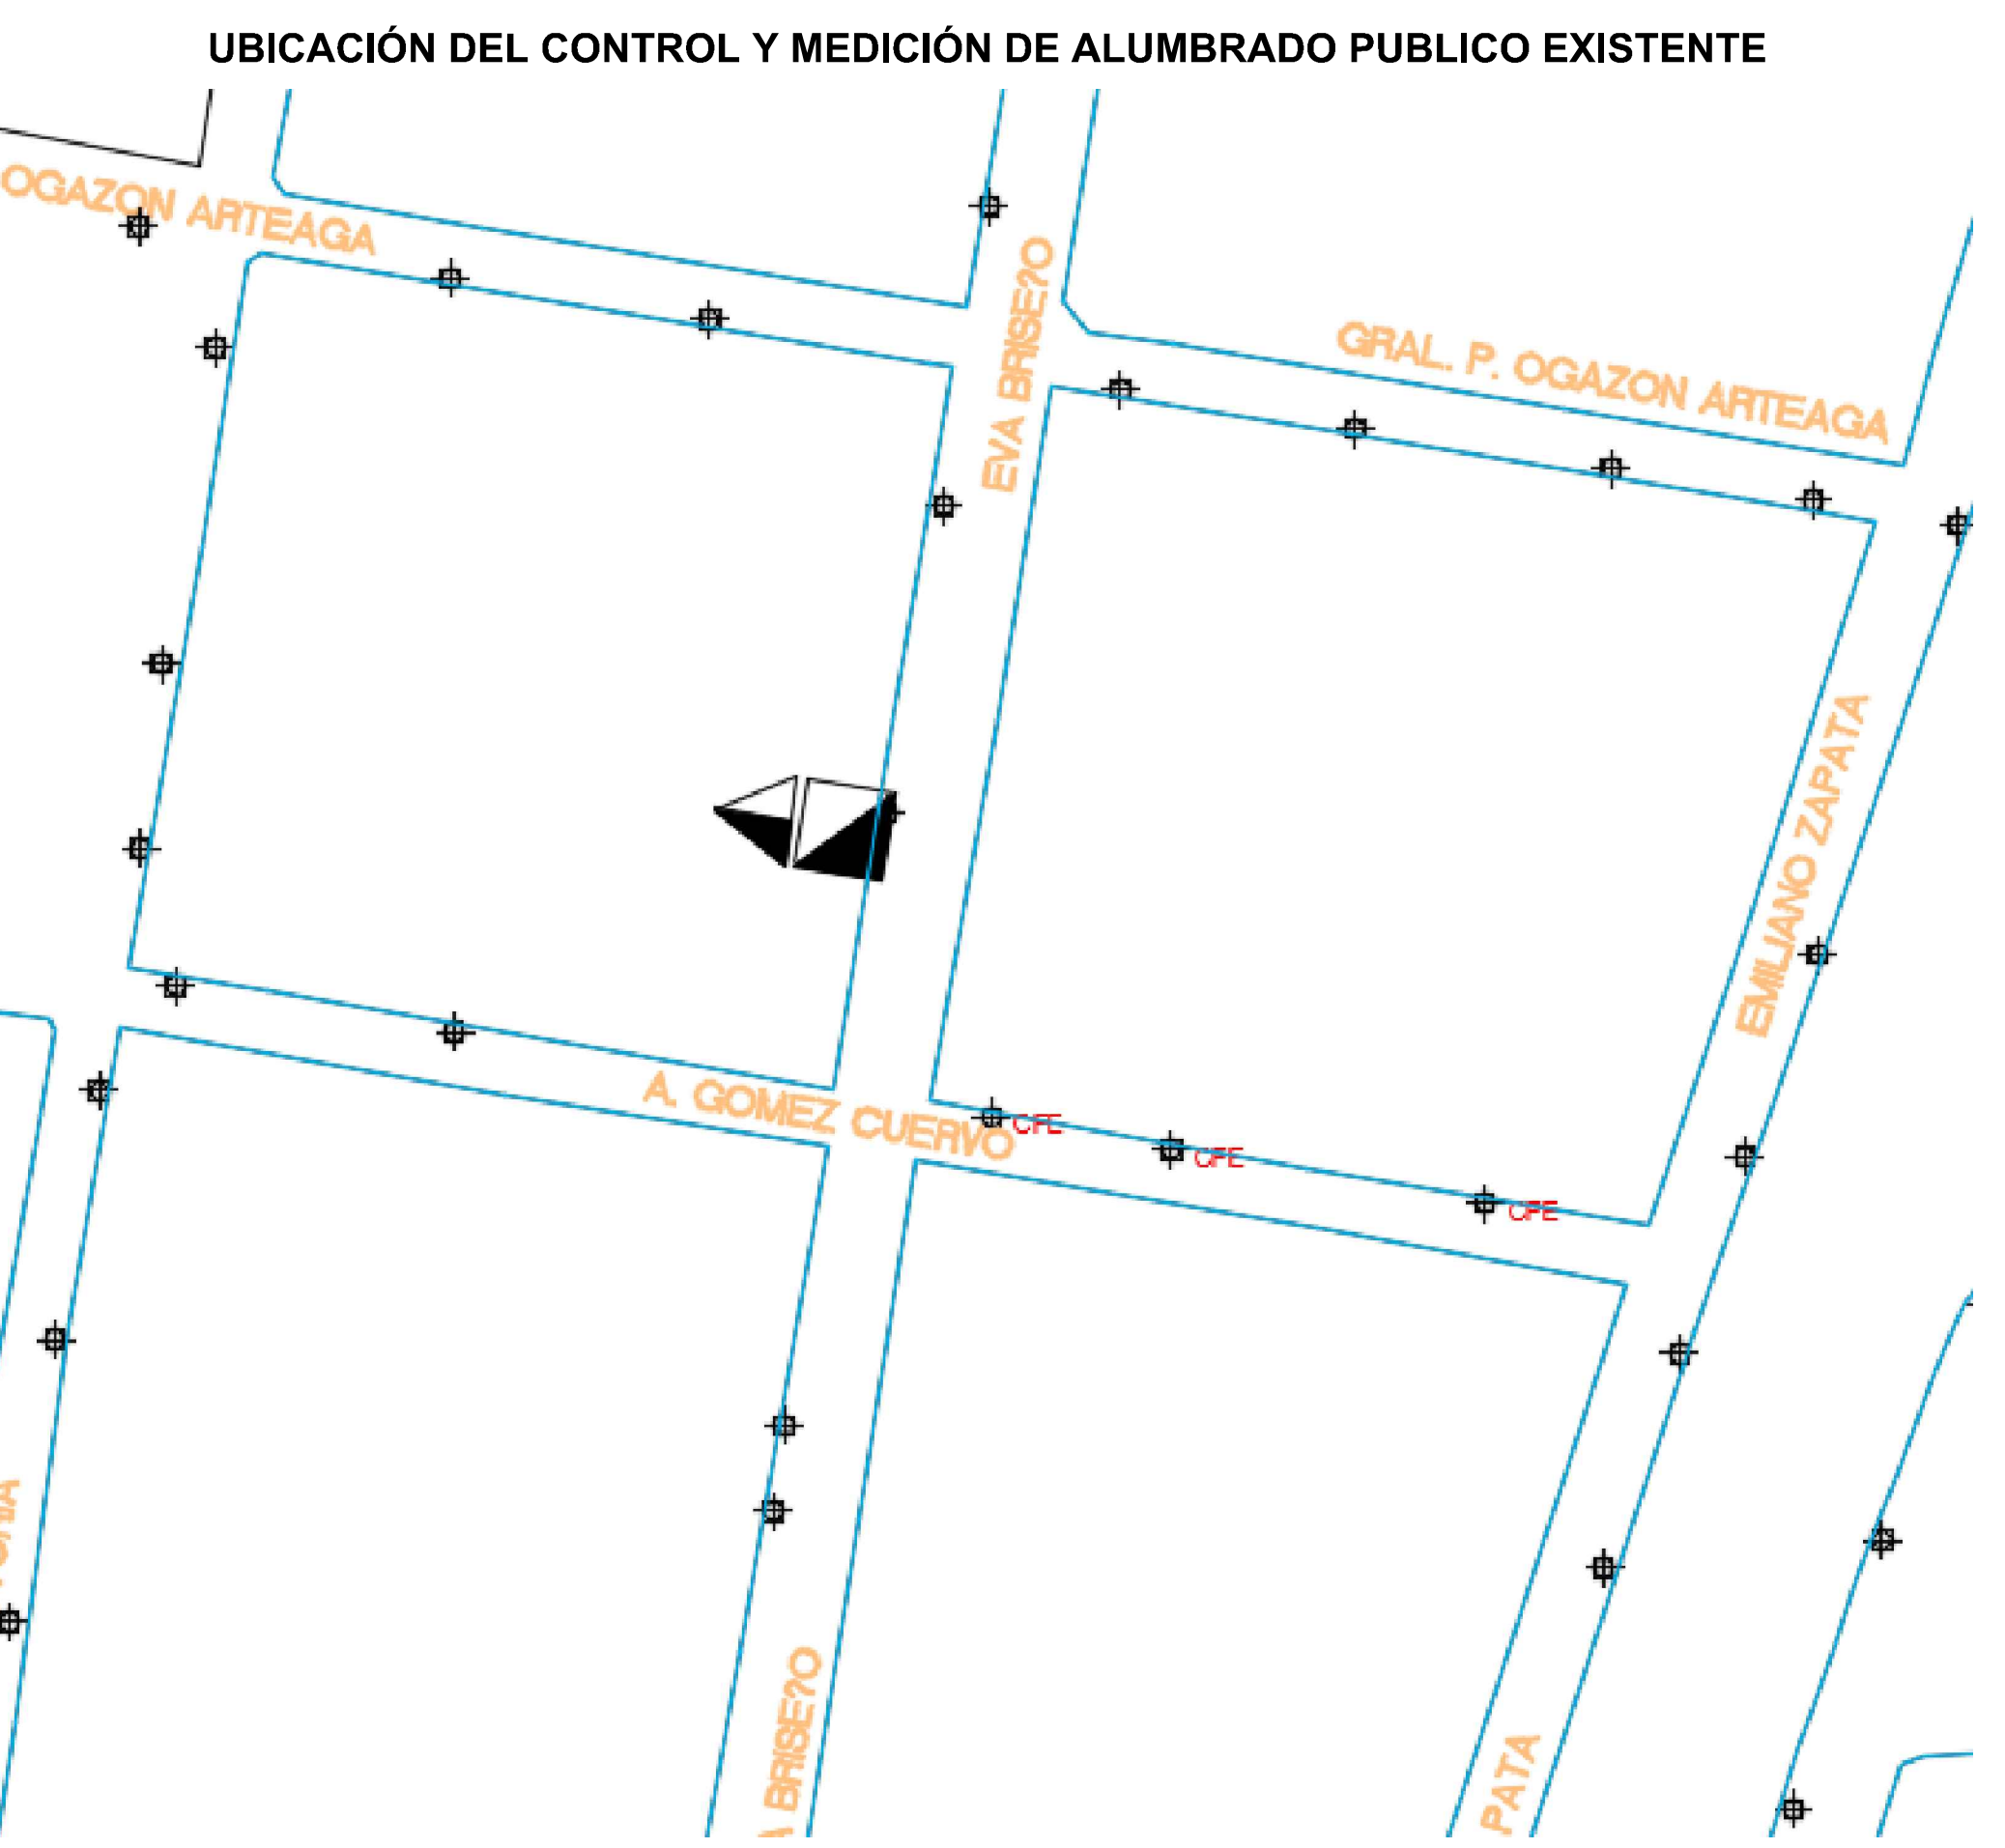 UBICACIÓN DEL CONTROL Y MEDICIÓN DE ALUMBRADO PUBLICO EXISTENTE
OGAZON ARTEAGA
EVA BRISE?O
GRAL. P. OGAZON ARTEAGA
EMILIANO ZAPATA
A. GOMEZ CUERVO
CFE
CFE
CFE
A BRISE?O
PATA